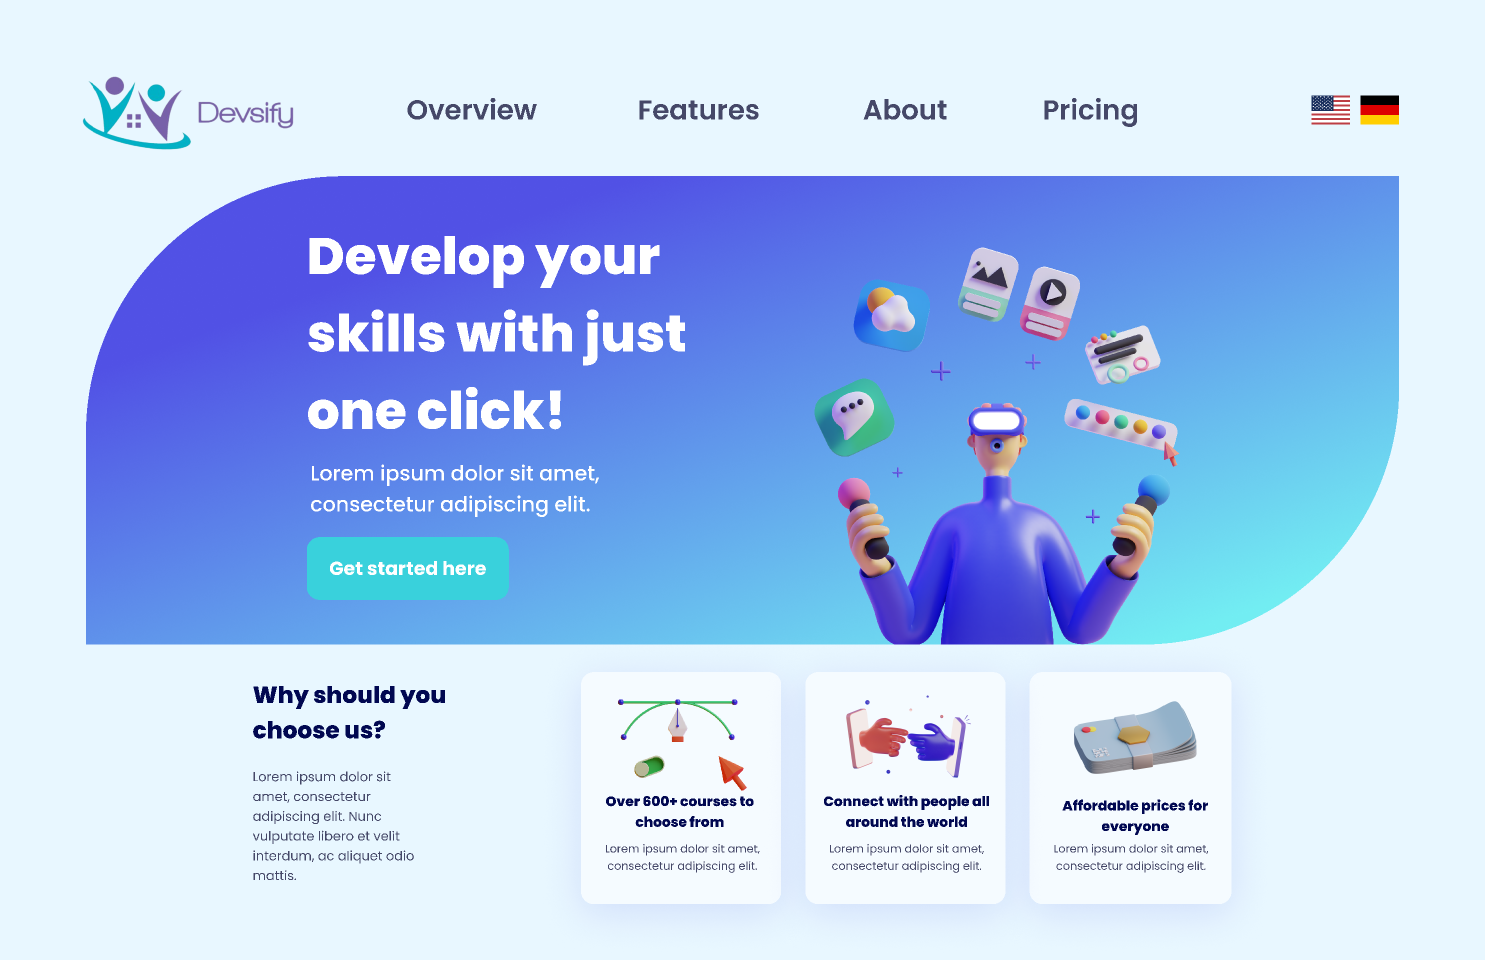 Devsify
Overview
Features
About
Pricing
Develop your
skills with just
one click!
Lorem ipsum dolor sit amet,
consectetur adipiscing elit.
Get started here
Why should you
choose us?
Lorem ipsum dolor sit
amet, consectetur
adipiscing elit. Nunc
vulputate libero et velit
interdum, ac aliquet odio
mattis.
Over 600+ courses to
choose from
Lorem ipsum dolor sit amet,
consectetur adipiscing elit.
Connect with people all
around the world
Lorem ipsum dolor sit amet,
consectetur adipiscing elit.
Affordable prices for
everyone
Lorem ipsum dolor sit amet,
consectetur adipiscing elit.